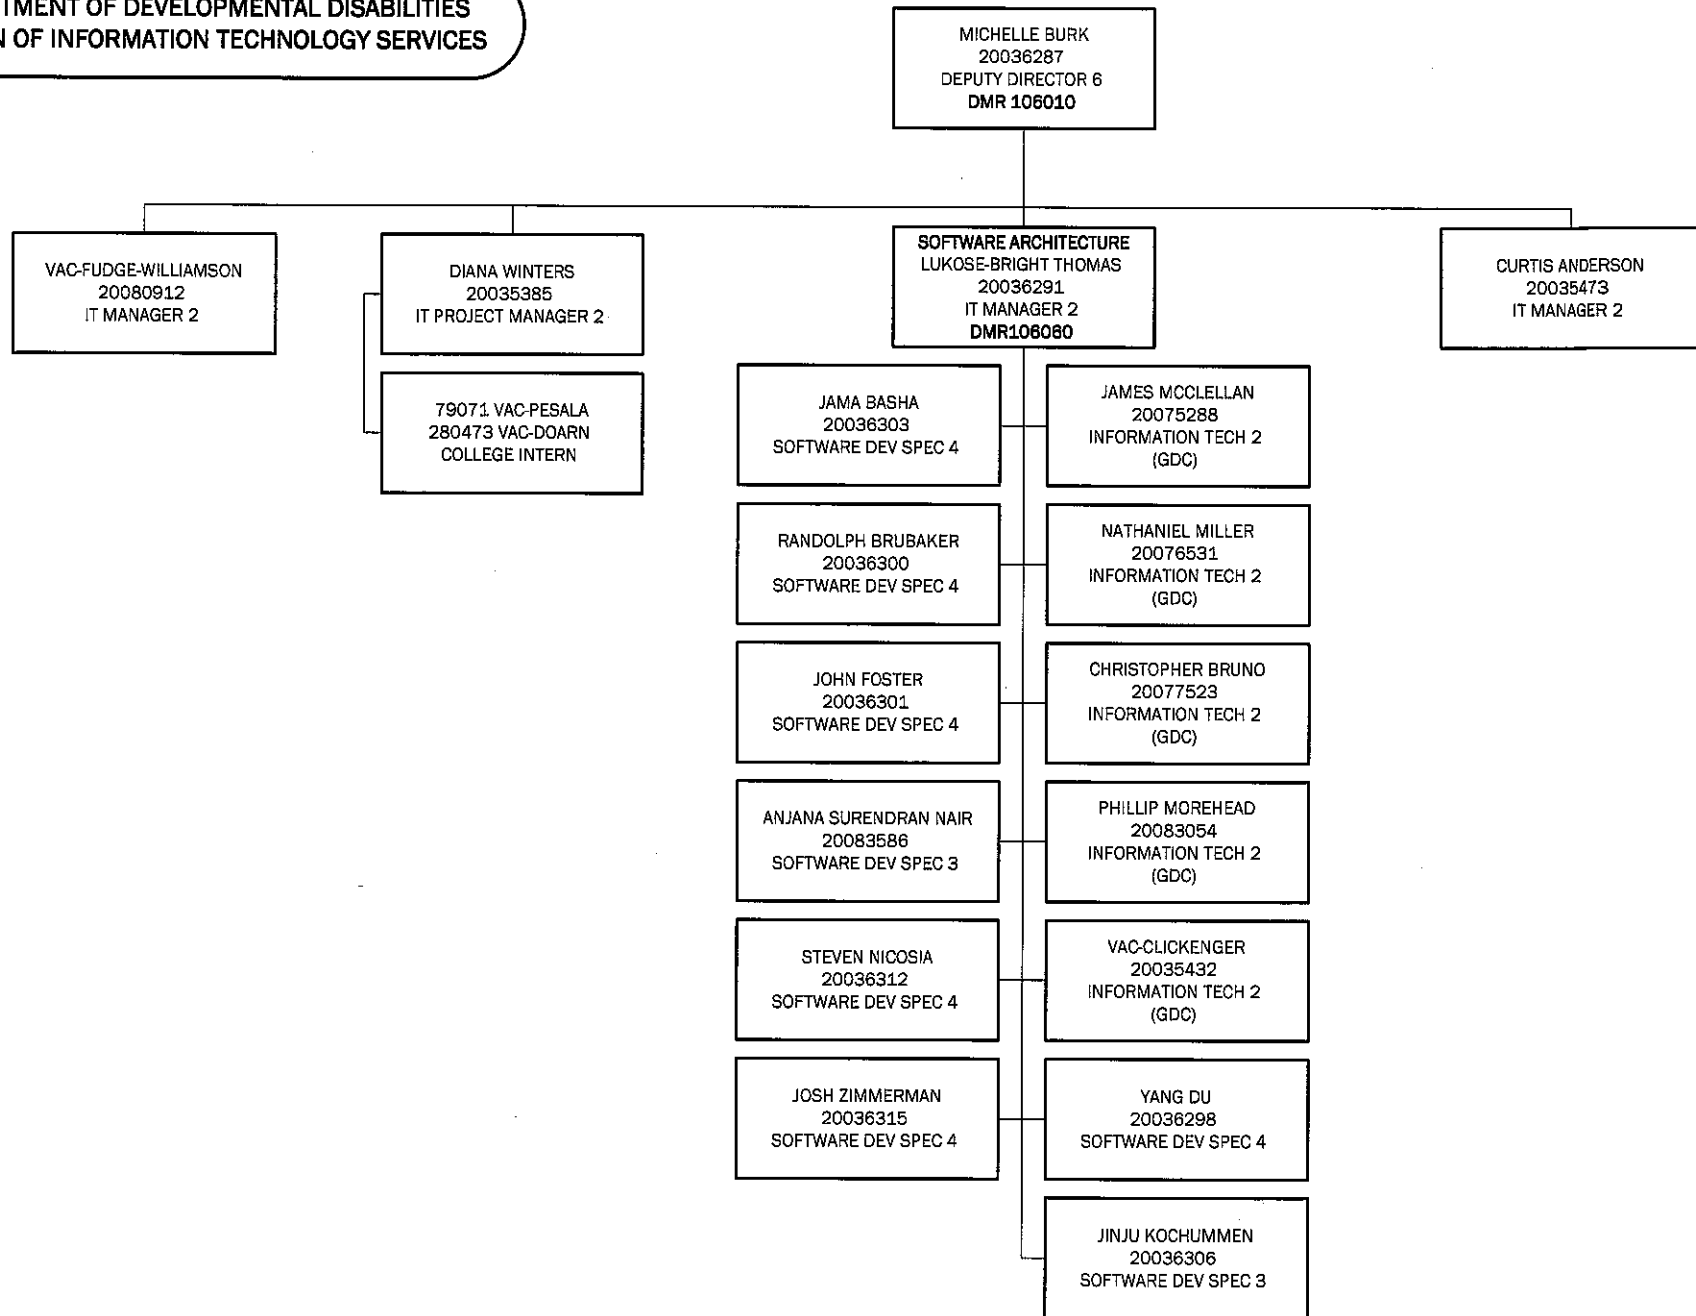 TMENT OF DEVELOPMENTAL DISABILITIES
N OF INFORMATION TECHNOLOGY SERVICES
MICHELLE BURK
20036287
DEPUTY DIRECTOR 6
DMR 106010
VAC-FUDGE-WILLIAMSON
20080912
IT MANAGER 2
DIANA WINTERS
20035385
IT PROJECT MANAGER 2
79071 VAC-PESALA
280473 VAC-DOARN
COLLEGE INTERN
SOFTWARE ARCHITECTURE
LUKOSE-BRIGHT THOMAS
20036291
IT MANAGER 2
DMR106060
CURTIS ANDERSON
20035473
IT MANAGER 2
JAMA BASHA
20036303
SOFTWARE DEV SPEC 4
JAMES MCCLELLAN
20075288
INFORMATION TECH 2
(GDC)
RANDOLPH BRUBAKER
20036300
SOFTWARE DEV SPEC 4
NATHANIEL MILLER
20076531
INFORMATION TECH 2
(GDC)
JOHN FOSTER
20036301
SOFTWARE DEV SPEC 4
CHRISTOPHER BRUNO
20077523
INFORMATION TECH 2
(GDC)
ANJANA SURENDRAN NAIR
20083586
SOFTWARE DEV SPEC 3
PHILLIP MOREHEAD
20083054
INFORMATION TECH 2
(GDC)
STEVEN NICOSIA
20036312
SOFTWARE DEV SPEC 4
VAC-CLICKENGER
20035432
INFORMATION TECH 2
(GDC)
JOSH ZIMMERMAN
20036315
SOFTWARE DEV SPEC 4
YANG DU
20036298
SOFTWARE DEV SPEC 4
JINJU KOCHUMMEN
20036306
SOFTWARE DEV SPEC 3